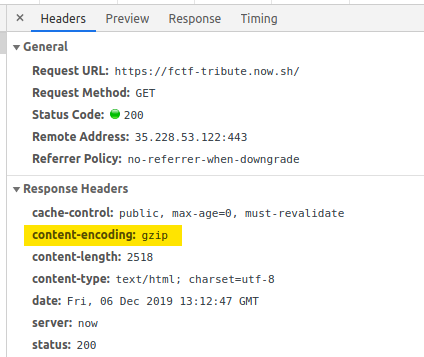 × Headers Preview Response Timing
▼ General
Request URL: https://fctf-tribute.now.sh/
Request Method: GET
Status Code: 200
Remote Address: 35.228.53.122:443
Referrer Policy: no-referrer-when-downgrade
▼ Response Headers
cache-control: public, max-age=0, must-revalidate
content-encoding: gzip
content-length: 2518
content-type: text/html; charset=utf-8
date: Fri, 06 Dec 2019 13:12:47 GMT
server: now
status: 200